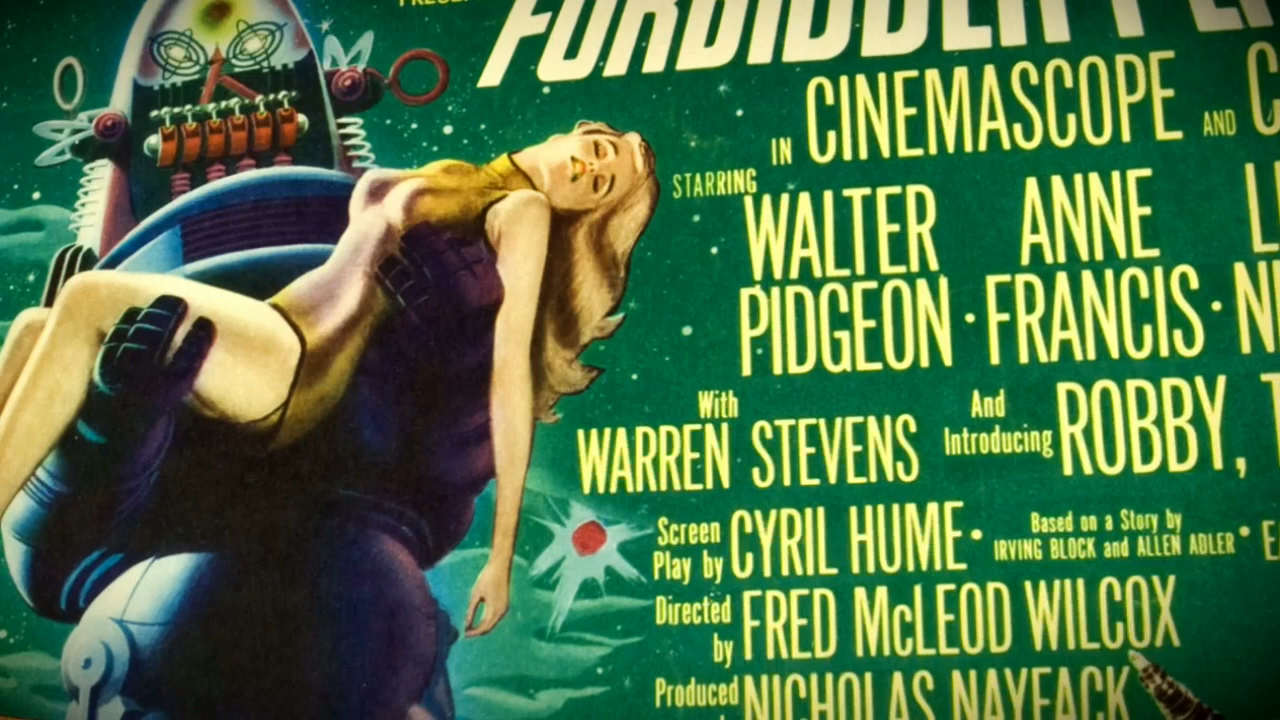 FORBIDDEN
IN CINEMASCOPE AND
STARRING
WALTER ANNE
PIDGEON · FRANCIS ·
With
WARREN STEVENS
And
Introducing ROBBY,
Screen
Play by CYRIL HUME •
Based on a Story by
IRVING BLOCK and ALLEN ADLER •
Directed
by FRED McLEOD WILCOX
Produced
NICHOLAS NAYFACK